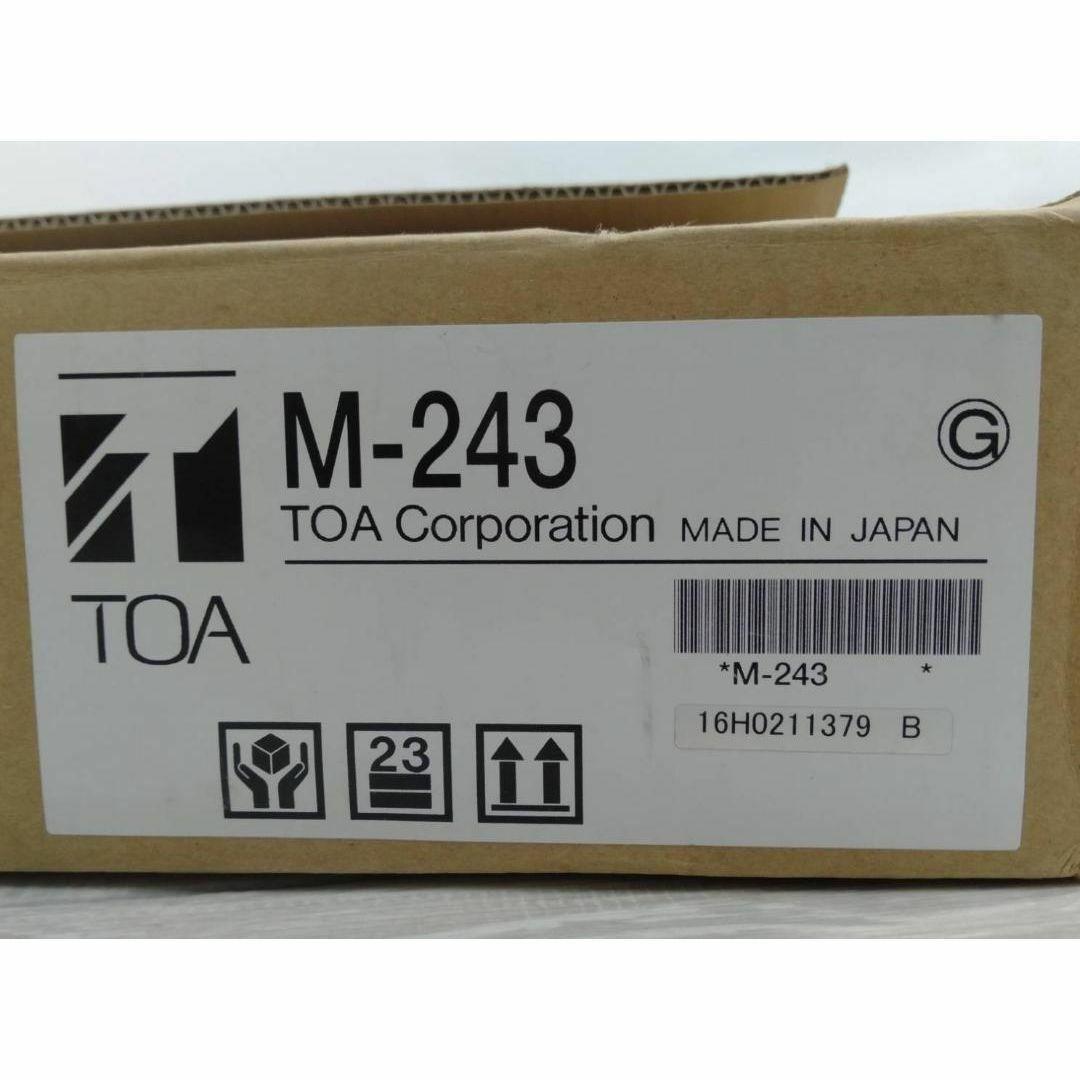 M-243
G
TOA Corporation MADE IN JAPAN
TOA
*M-243 *
16H0211379 B
23